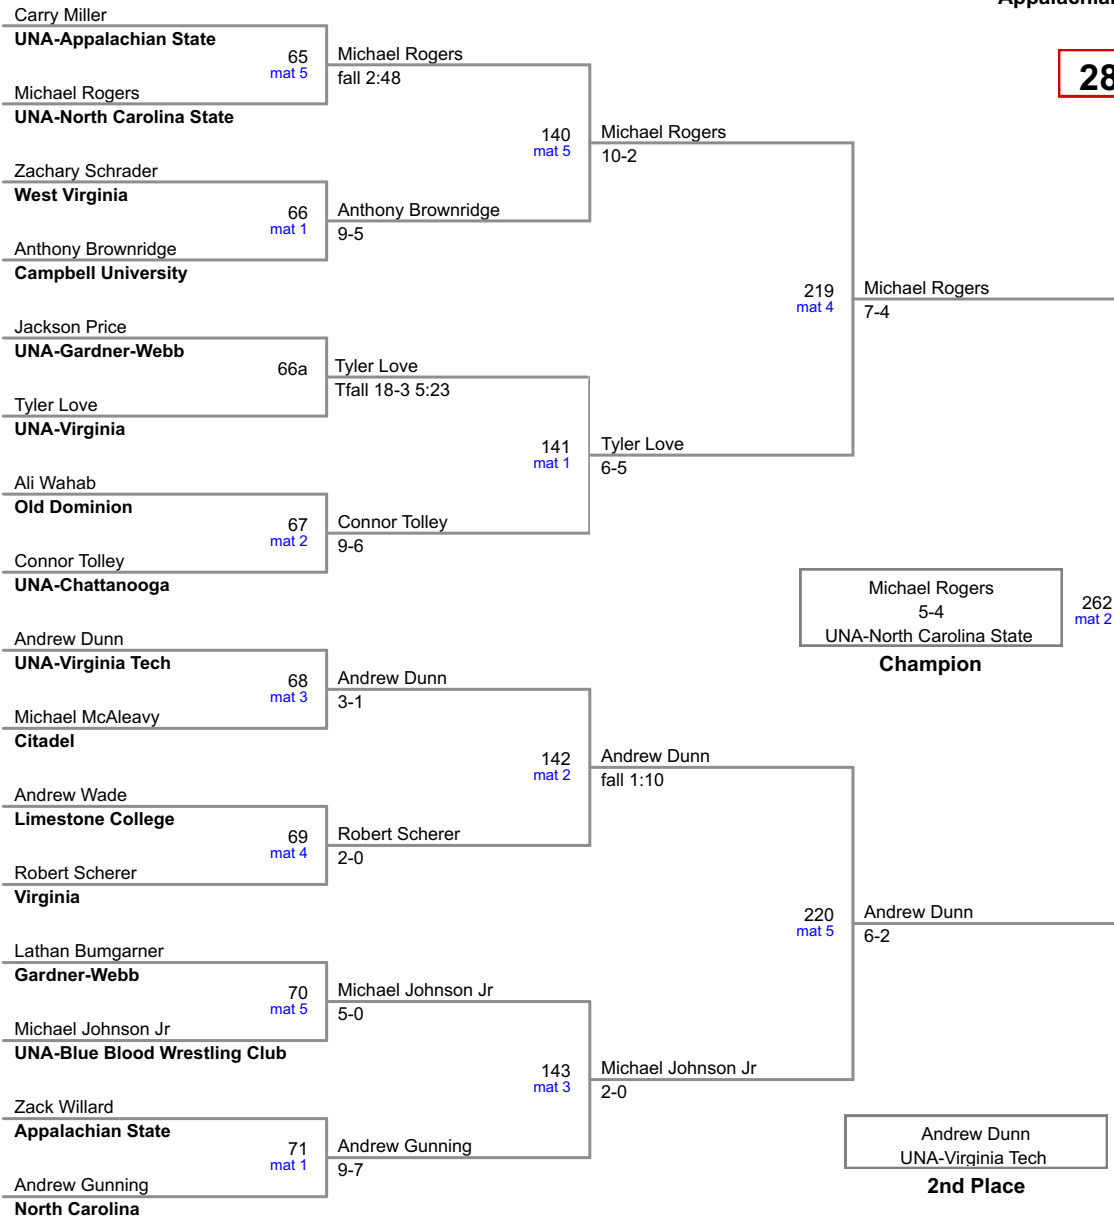 Appalachian
28
Carry Miller
UNA-Appalachian State
65
mat 5
Michael Rogers
UNA-North Carolina State
Michael Rogers
fall 2:48
Zachary Schrader
West Virginia
66
mat 1
Anthony Brownridge
Campbell University
Anthony Brownridge
9-5
140
mat 5
Michael Rogers
10-2
Jackson Price
UNA-Gardner-Webb
66a
Tyler Love
UNA-Virginia
Tyler Love
Tfall 18-3 5:23
Ali Wahab
Old Dominion
67
mat 2
Connor Tolley
UNA-Chattanooga
Connor Tolley
9-6
141
mat 1
Tyler Love
6-5
219
mat 4
Michael Rogers
7-4
Michael Rogers
5-4
UNA-North Carolina State
Champion
262
mat 2
Andrew Dunn
UNA-Virginia Tech
68
mat 3
Michael McAleavy
Citadel
Andrew Dunn
3-1
Andrew Wade
Limestone College
69
mat 4
Robert Scherer
Virginia
Robert Scherer
2-0
142
mat 2
Andrew Dunn
fall 1:10
Lathan Bumgarner
Gardner-Webb
70
mat 5
Michael Johnson Jr
UNA-Blue Blood Wrestling Club
Michael Johnson Jr
5-0
Zack Willard
Appalachian State
71
mat 1
Andrew Gunning
North Carolina
Andrew Gunning
9-7
143
mat 3
Michael Johnson Jr
2-0
220
mat 5
Andrew Dunn
6-2
Andrew Dunn
UNA-Virginia Tech
2nd Place